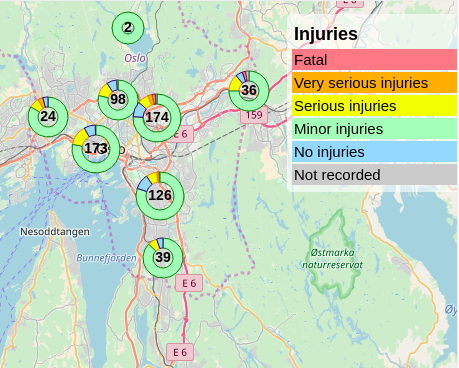 E 6
2
Injuries
Oslo
Fatal
Very serious injuries
98
36
Serious injuries
24
174
159
Minor injuries
E 6
173
No injuries
Not recorded
126
Nesoddtangen
Bunnefjorden
39
Østmarka
naturreservat
E 6
E 6